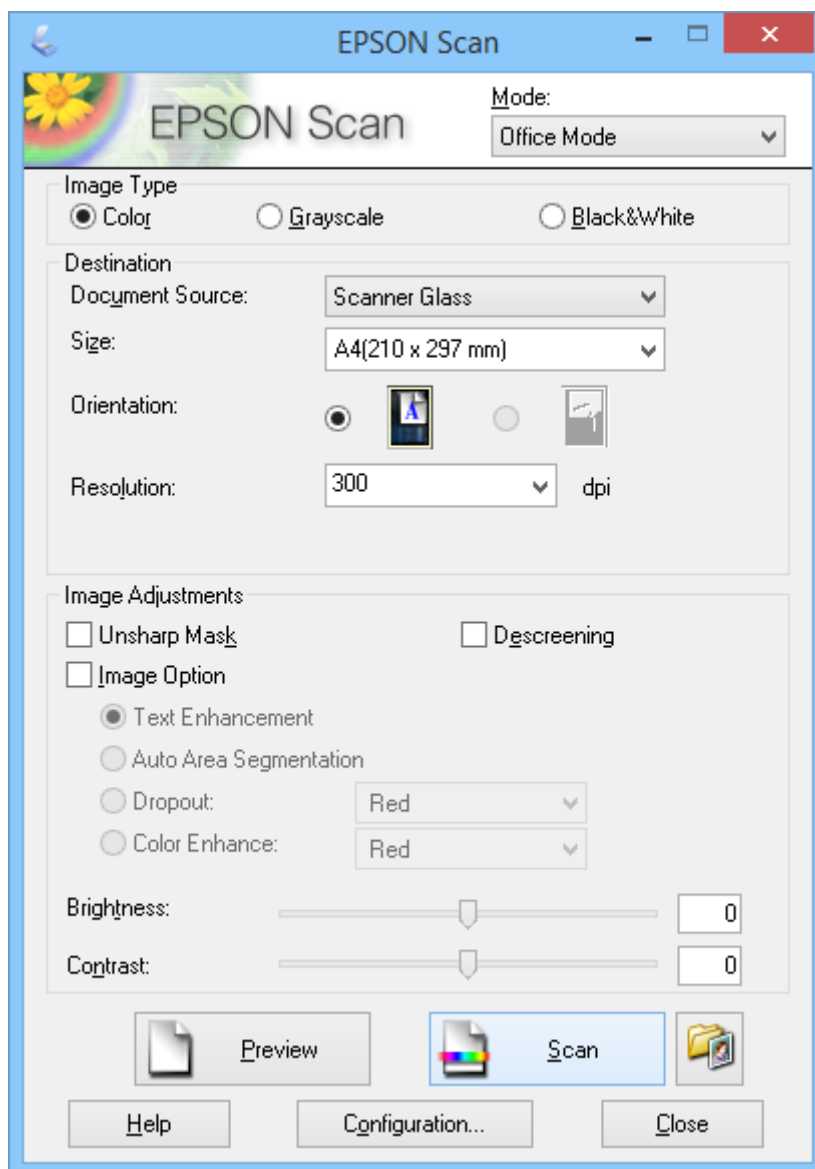 EPSON Scan
EPSON Scan
Mode:
Office Mode
Image Type
Color Grayscale Black&White
Destination
Document Source: Scanner Glass
Size: A4(210 x 297 mm)
Orientation: A
Resolution: 300 dpi
Image Adjustments
Unsharp Mask Descreening
Image Option
Text Enhancement
Auto Area Segmentation
Dropout: Red
Color Enhance: Red
Brightness: 0
Contrast: 0
Preview Scan
Help Configuration... Close